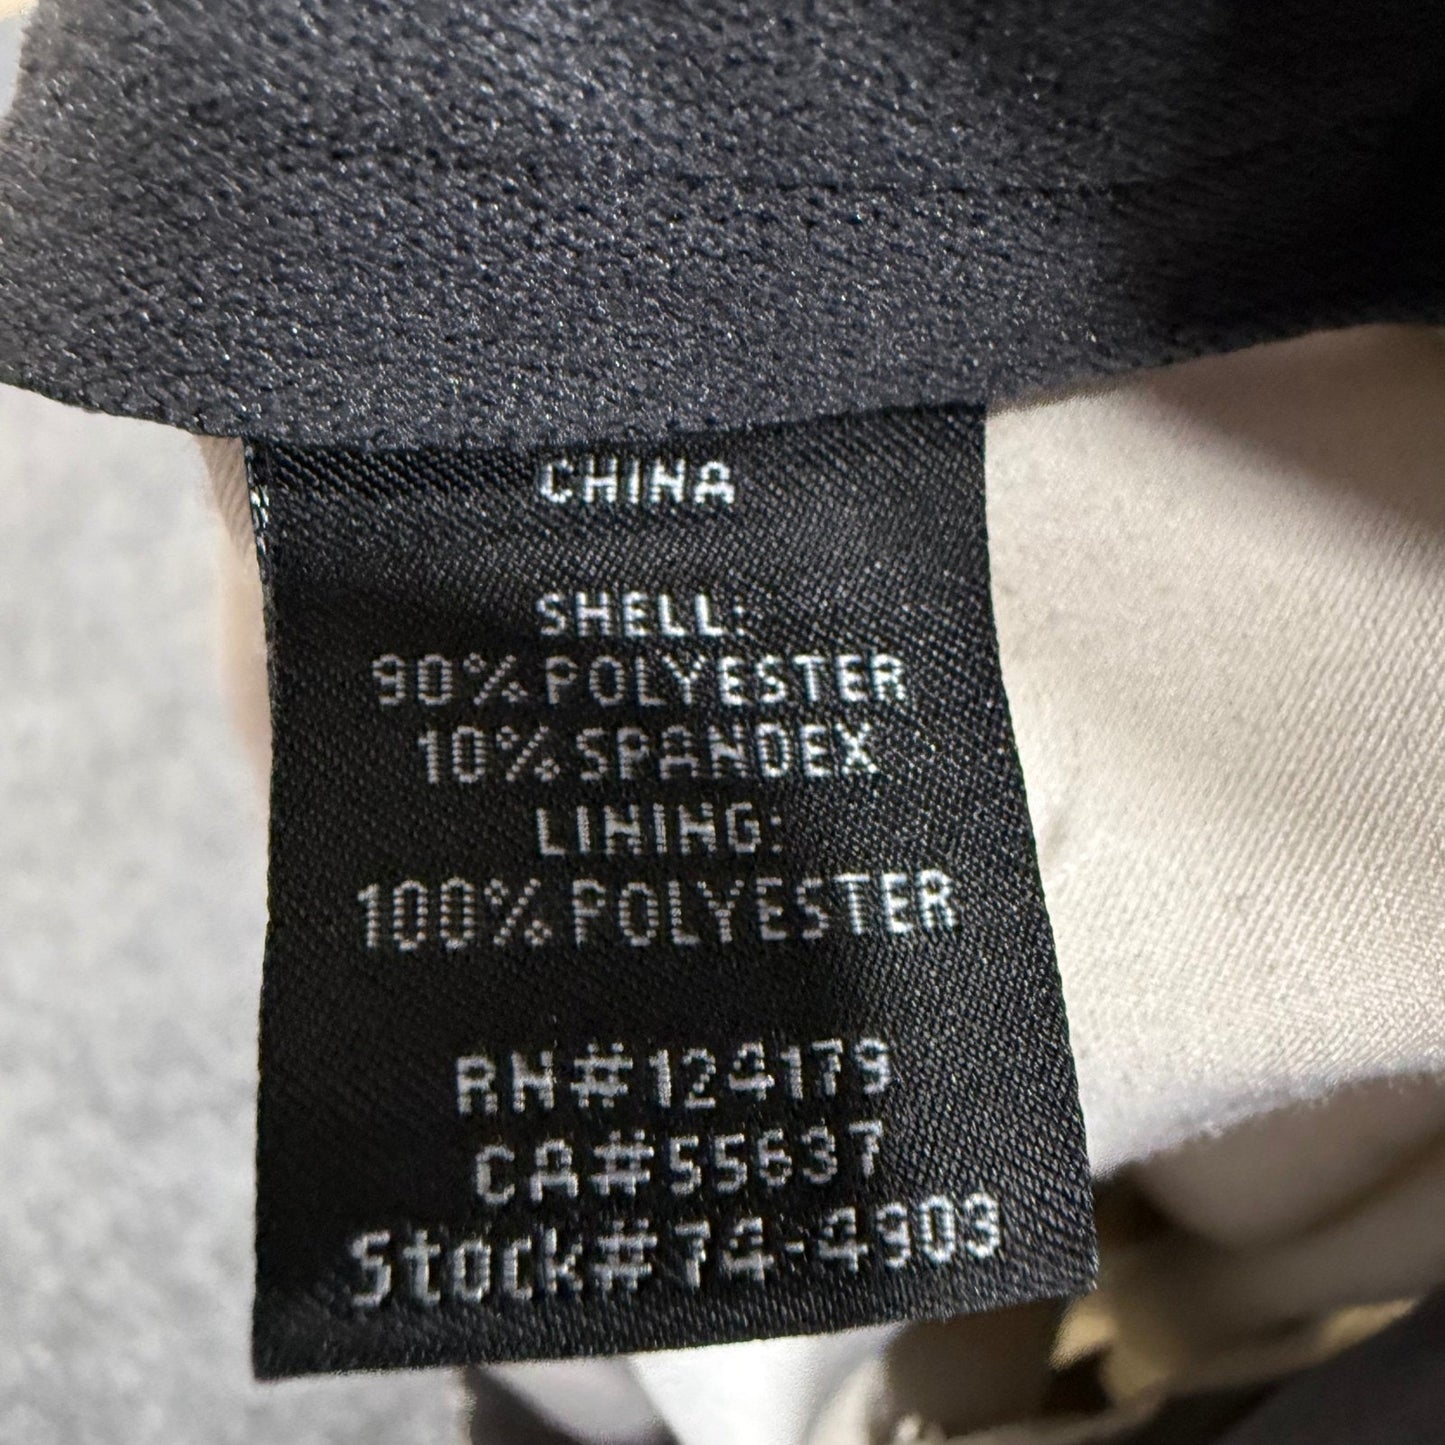 CHINA
SHELL:
90% POLYESTER
10% SPANDEX
LINING:
100% POLYESTER
RN#124179
CA#55637
Stock#74-4903